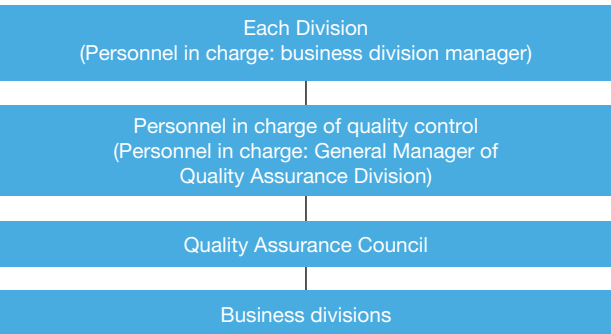 Each Division
(Personnel in charge: business division manager)
Personnel in charge of quality control
(Personnel in charge: General Manager of
Quality Assurance Division)
Quality Assurance Council
Business divisions